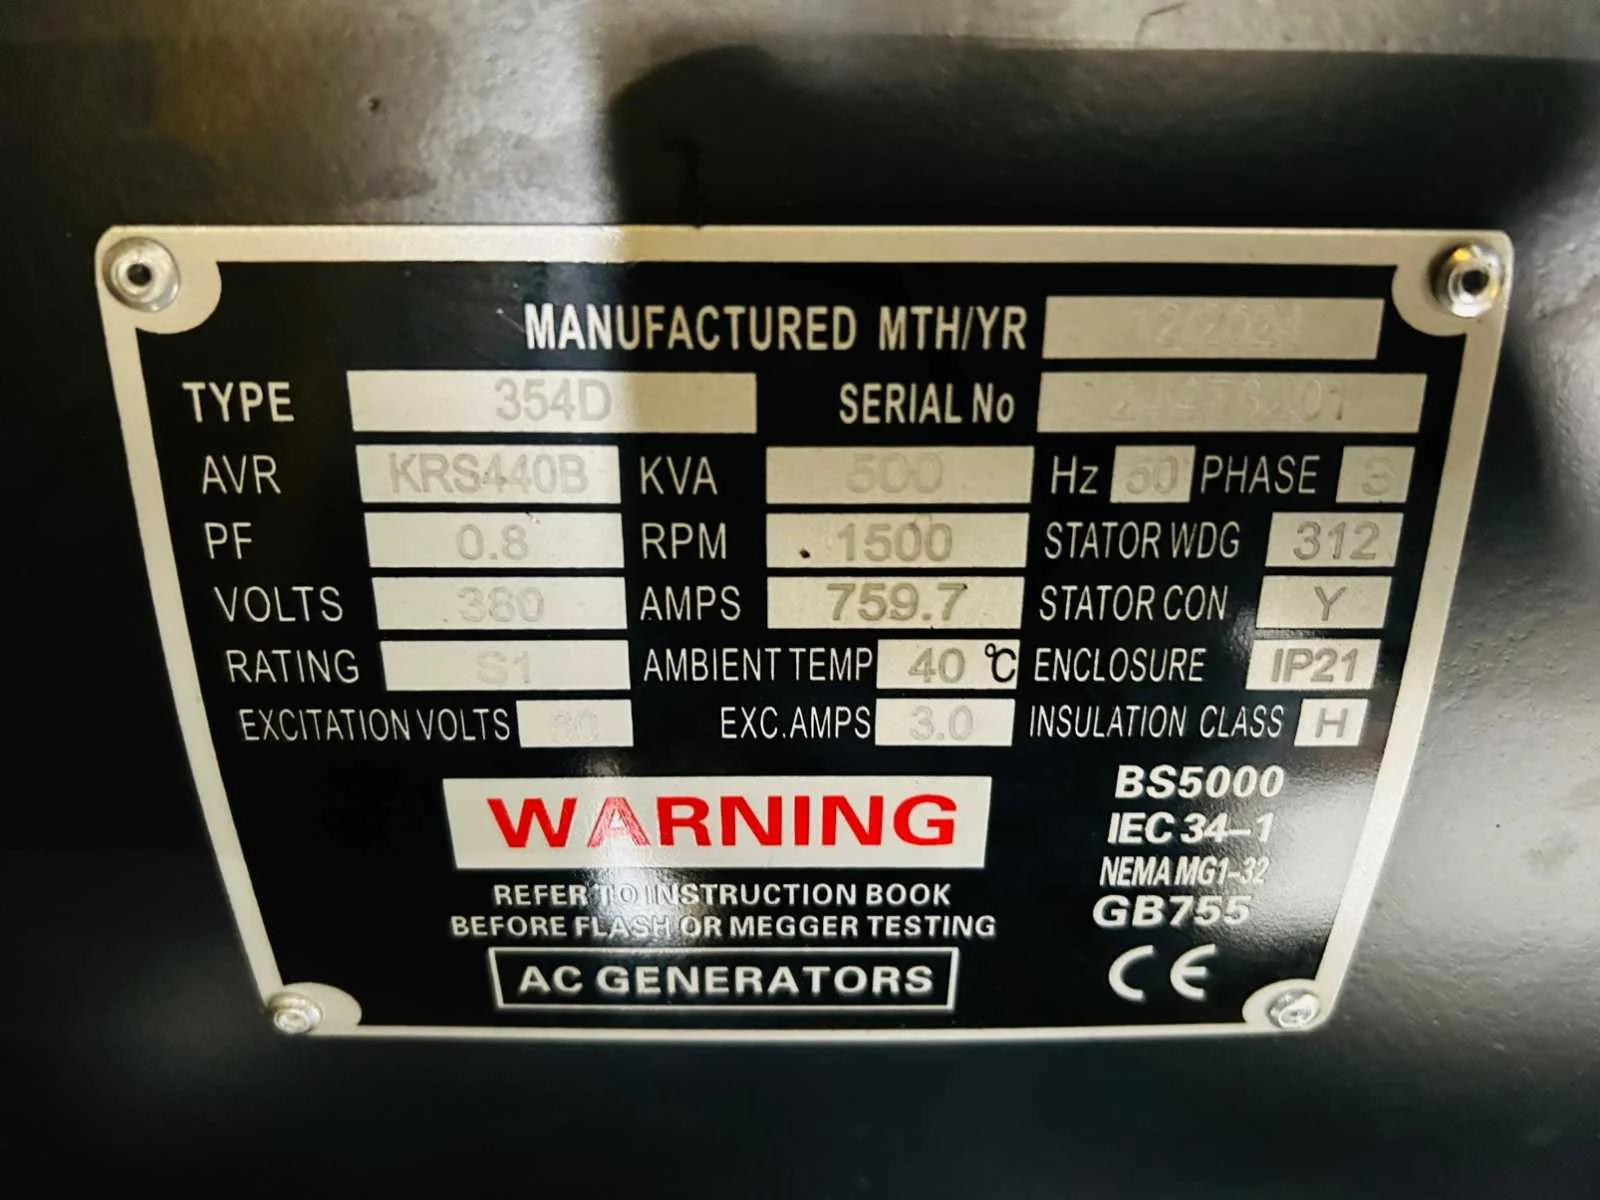 MANUFACTURED MTH/YR 12/2024
TYPE 354D SERIAL No
AVR KRS440B KVA 500 Hz 50 PHASE 3
PF 0.8 RPM 1500 STATOR WDG 312
VOLTS 380 AMPS 759.7 STATOR CON Y
RATING S1 AMBIENT TEMP 40 ℃ ENCLOSURE IP21
EXCITATION VOLTS EXC.AMPS 3.0 INSULATION CLASS H
WARNING
REFER TO INSTRUCTION BOOK
BEFORE FLASH OR MEGGER TESTING
AC GENERATORS
BS5000
IEC 34-1
NEMA MG1-32
GB755
CE